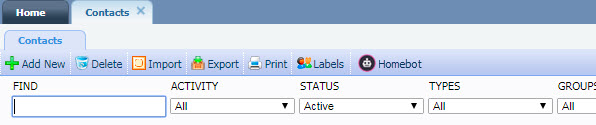 Home Contacts
Contacts
Add New Delete Import Export Print Labels Homebot
FIND ACTIVITY STATUS TYPES GROUPS
All Active All All